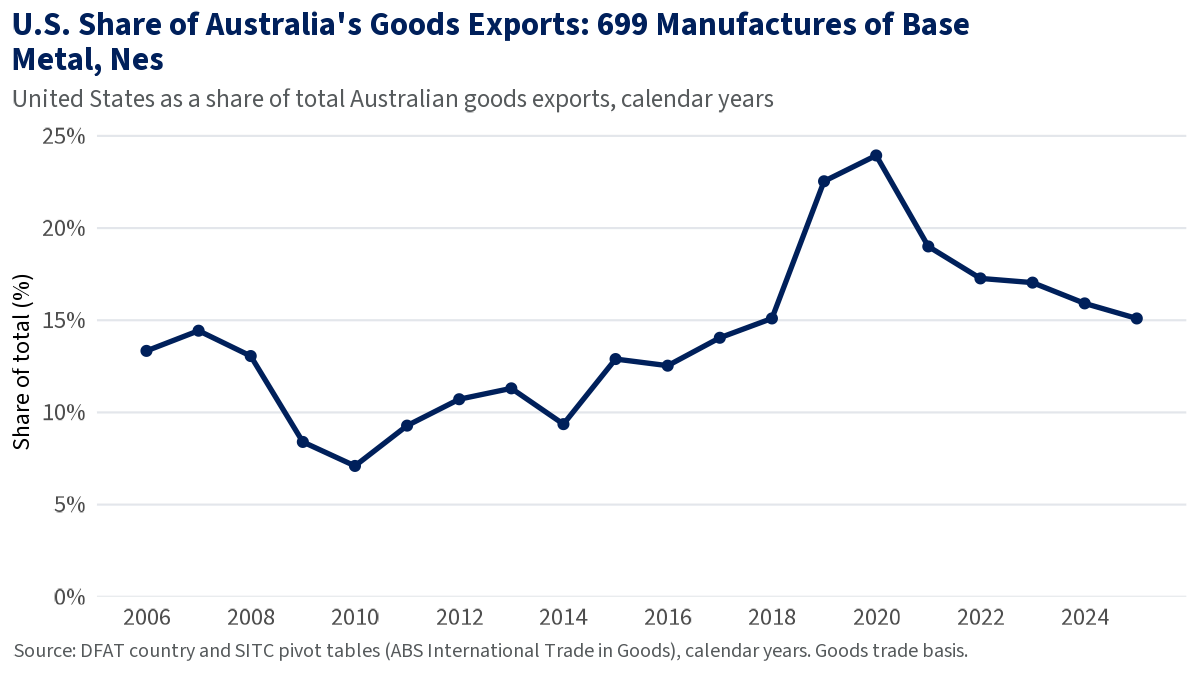 U.S. Share of Australia's Goods Exports: 699 Manufactures of Base
Metal, Nes
United States as a share of total Australian goods exports, calendar years
Share of total (%)
25%
20%
15%
10%
5%
0%
2006 2008 2010 2012 2014 2016 2018 2020 2022 2024
Source: DFAT country and SITC pivot tables (ABS International Trade in Goods), calendar years. Goods trade basis.